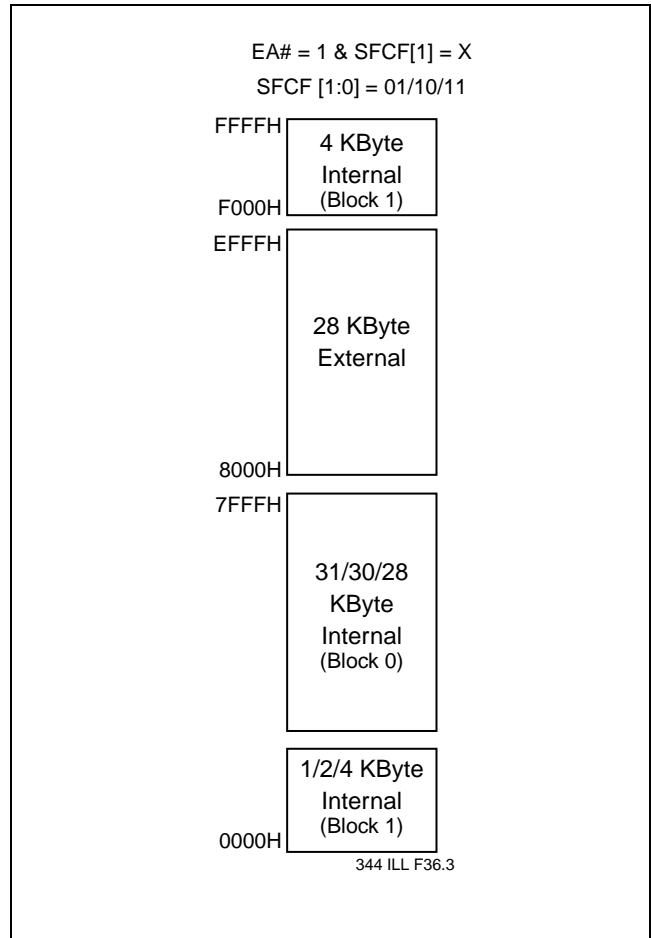 EA# = 1 & SFCF[1] = X
SFCF [1:0] = 01/10/11
FFFFH
4 KByte
Internal
(Block 1)
F000H
EFFFH
28 KByte
External
8000H
7FFFH
31/30/28
KByte
Internal
(Block 0)
1/2/4 KByte
Internal
(Block 1)
0000H
344 ILL F36.3